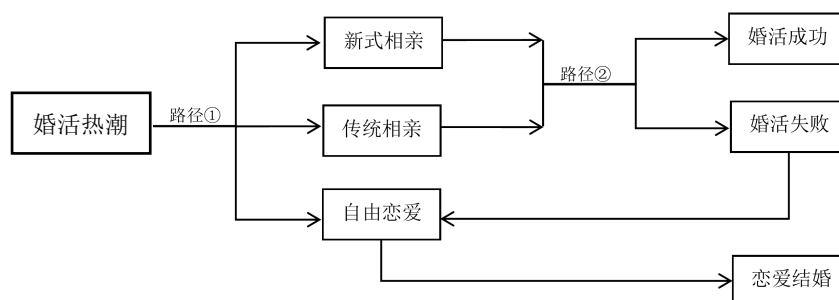 婚活热潮
路径①
新式相亲
传统相亲
自由恋爱
路径②
婚活成功
婚活失败
恋爱结婚